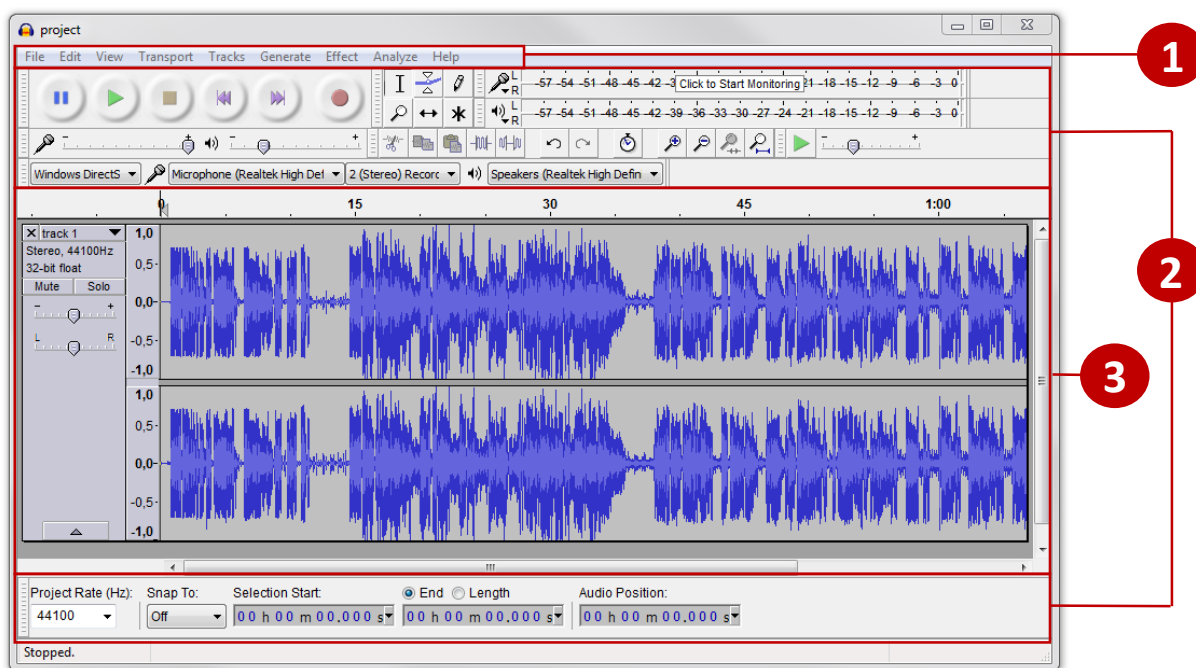 project
1
File Edit View Transport Tracks Generate Effect Analyze Help
L
R
-57 -54 -51 -48 -45 -42 -3 Click to Start Monitoring 21 -18 -15 -12 -9 -6 -3 0
L
R
-57 -54 -51 -48 -45 -42 -39 -36 -33 -30 -27 -24 -21 -18 -15 -12 -9 -6 -3 0
- + - + - +
Windows DirectS Microphone (Realtek High Def 2 (Stereo) Recorc Speakers (Realtek High Defin
0 15 30 45 1:00
2
X track 1
Stereo, 44100Hz
32-bit float
Mute Solo
- +
L R
1,0
0,5-
0,0-
-0,5-
-1,0
3
1,0
0,5-
0,0-
-0,5-
-1,0
Project Rate (Hz): Snap To: Selection Start: End Length Audio Position:
44100 Off 00 h 00 m 00.000 s 00 h 00 m 00.000 s 00 h 00 m 00.000 s
Stopped.